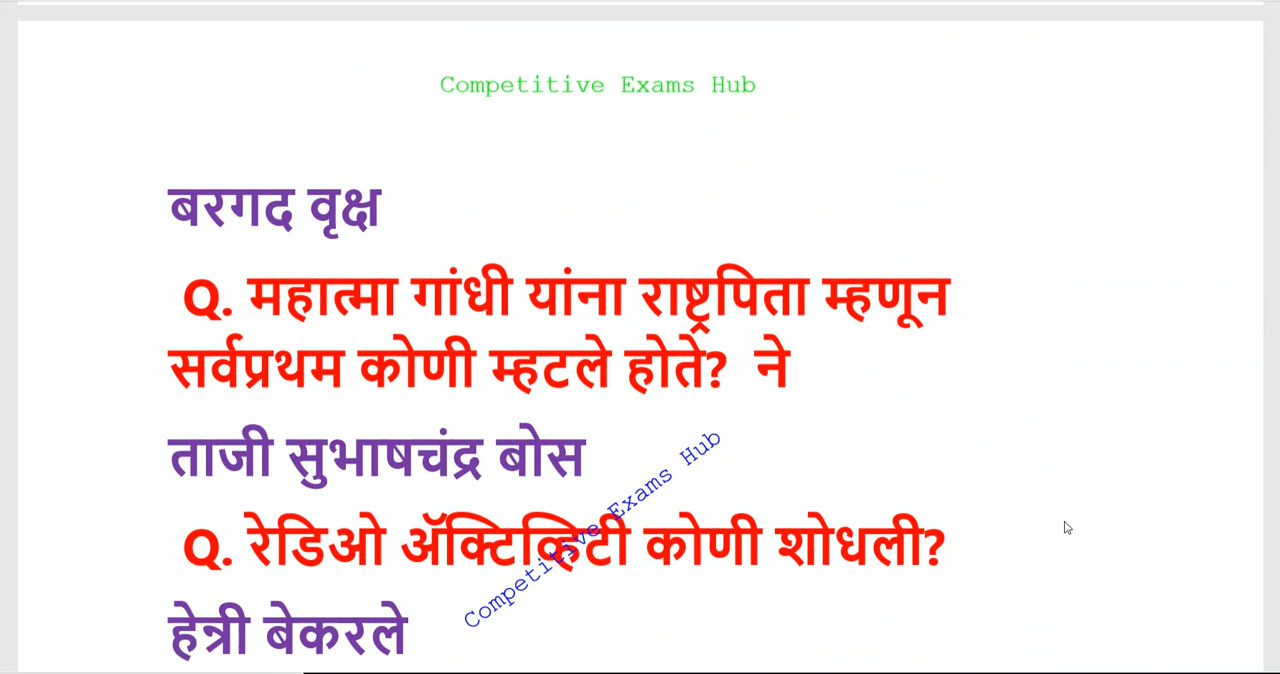 Competitive Exams Hub
बरगद वृक्ष
Q. महात्मा गांधी यांना राष्ट्रपिता म्हणून
सर्वप्रथम कोणी म्हटले होते? ने
ताजी सुभाषचंद्र बोस
Competitive Exams Hub
Q. रेडिओ ॲक्टिव्हिटी कोणी शोधली?
हेन्री बेकरले